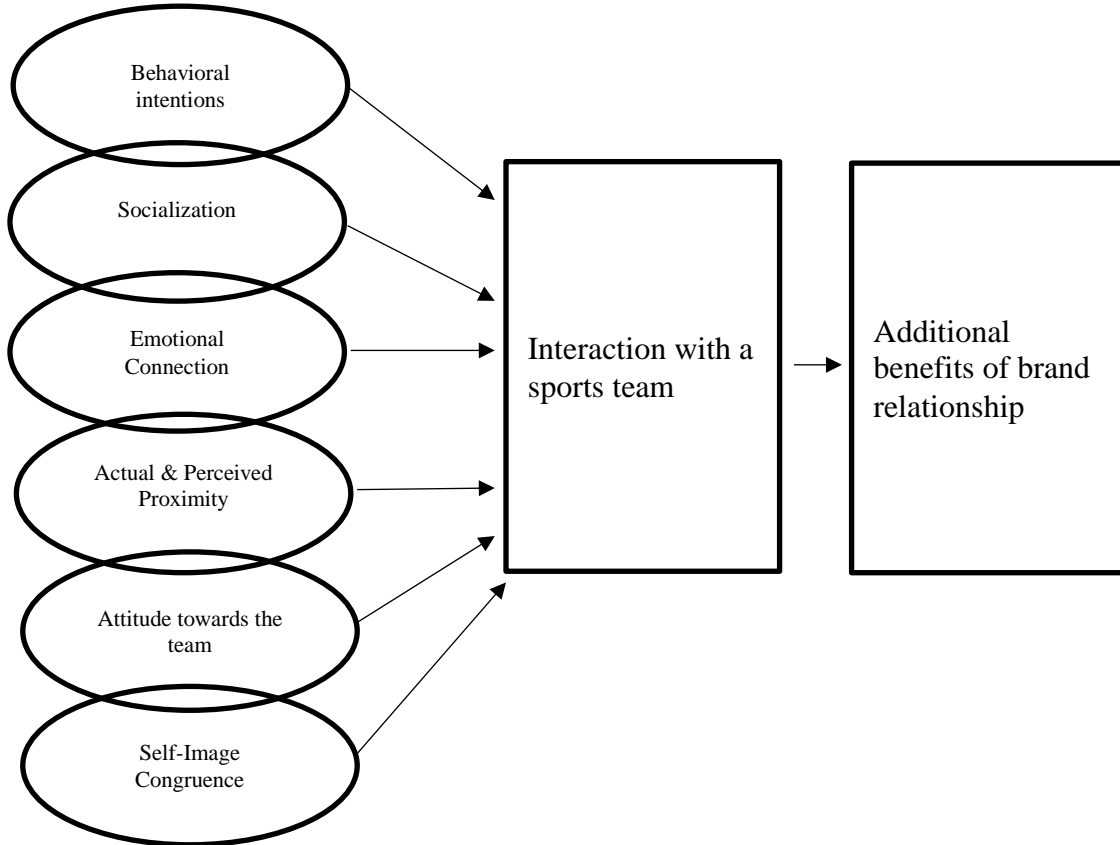 Behavioral
intentions
Socialization
Emotional
Connection
Actual & Perceived
Proximity
Attitude towards the
team
Self-Image
Congruence
Interaction with a
sports team
Additional
benefits of brand
relationship